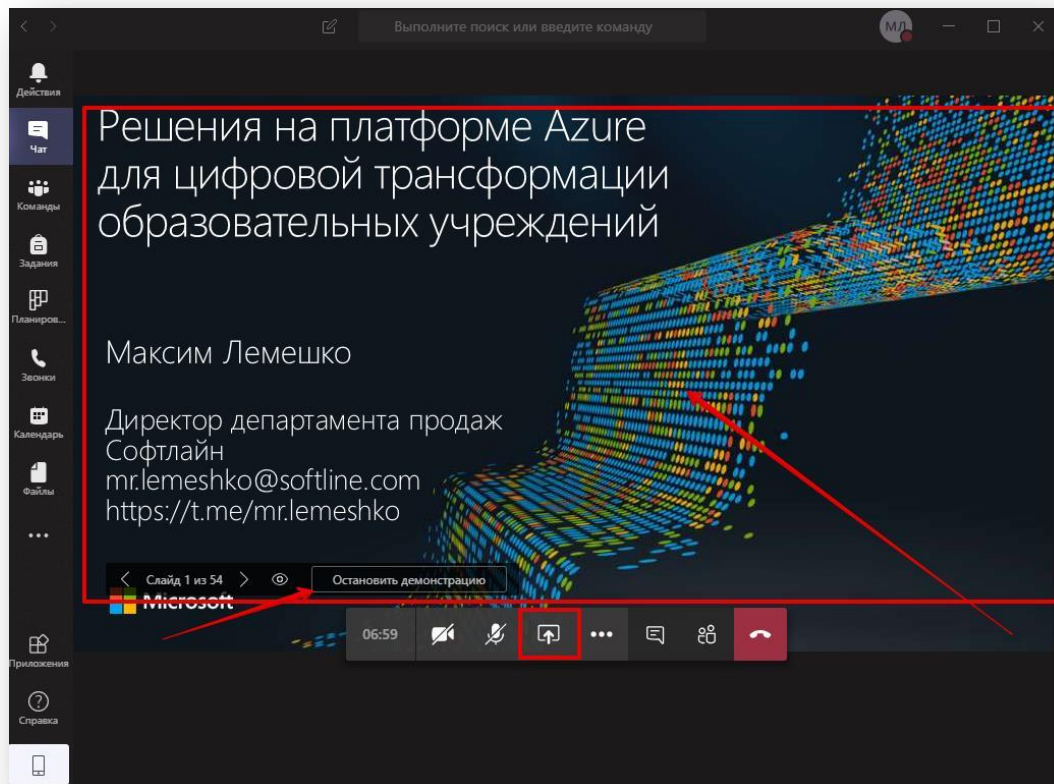 Выполните поиск или введите команду
МЛ
Действия
Чат
Команды
Задания
Планиров...
Звонки
Календарь
Файлы
Решения на платформе Azure
для цифровой трансформации
образовательных учреждений
Максим Лемешко
Директор департамента продаж
Софтлайн
mr.lemeshko@softline.com
https://t.me/mr.lemeshko
Слайд 1 из 54
Остановить демонстрацию
Microsoft
06:59
Приложения
Справка